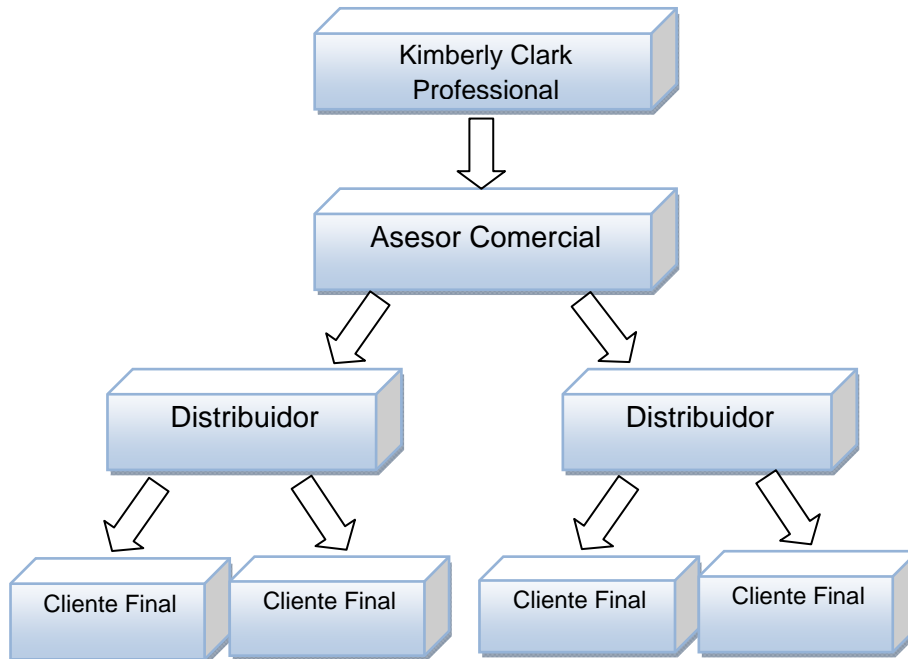 Kimberly Clark
Professional
Asesor Comercial
Distribuidor
Distribuidor
Cliente Final
Cliente Final
Cliente Final
Cliente Final